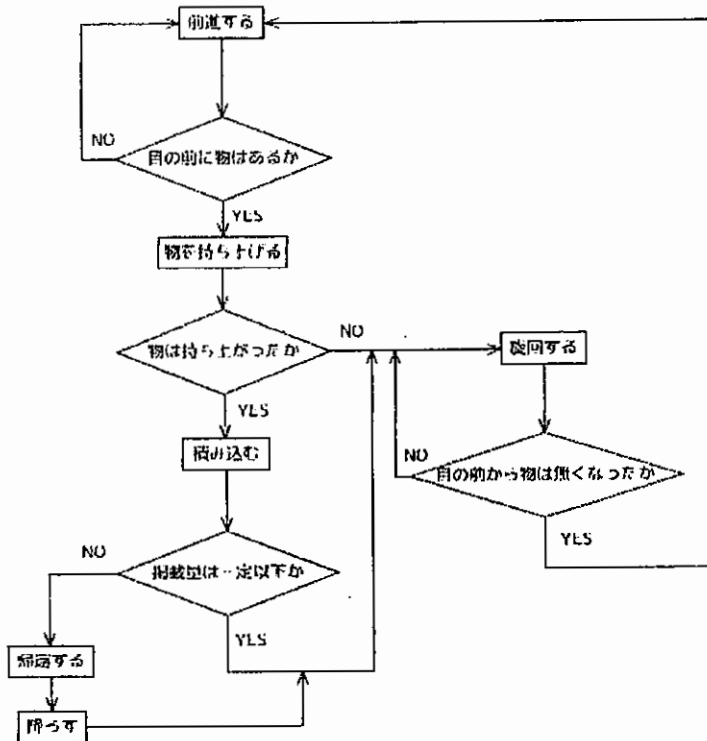 前進する
NO
目の前に物はあるか
YES
物を持ち上げる
物は持ち上がったか
NO
旋回する
YES
積み込む
NO
目の前から物は無くなったか
YES
NO
搭載量は一定以下か
YES
帰還する
降ろす